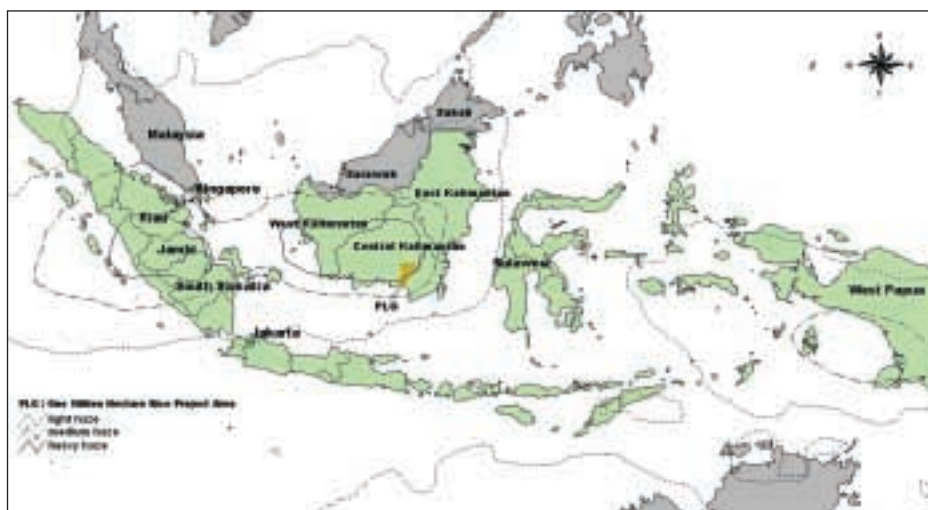 Sabah
Malaysia
Sarawak
Singapore
East Kalimantan
Riau
West Kalimantan
Central Kalimantan
Jambi
Sulawesi
South Sumatra
West Papua
PLG
Jakarta
PLG : One Million Hectare Rice Project Area
light haze
medium haze
heavy haze